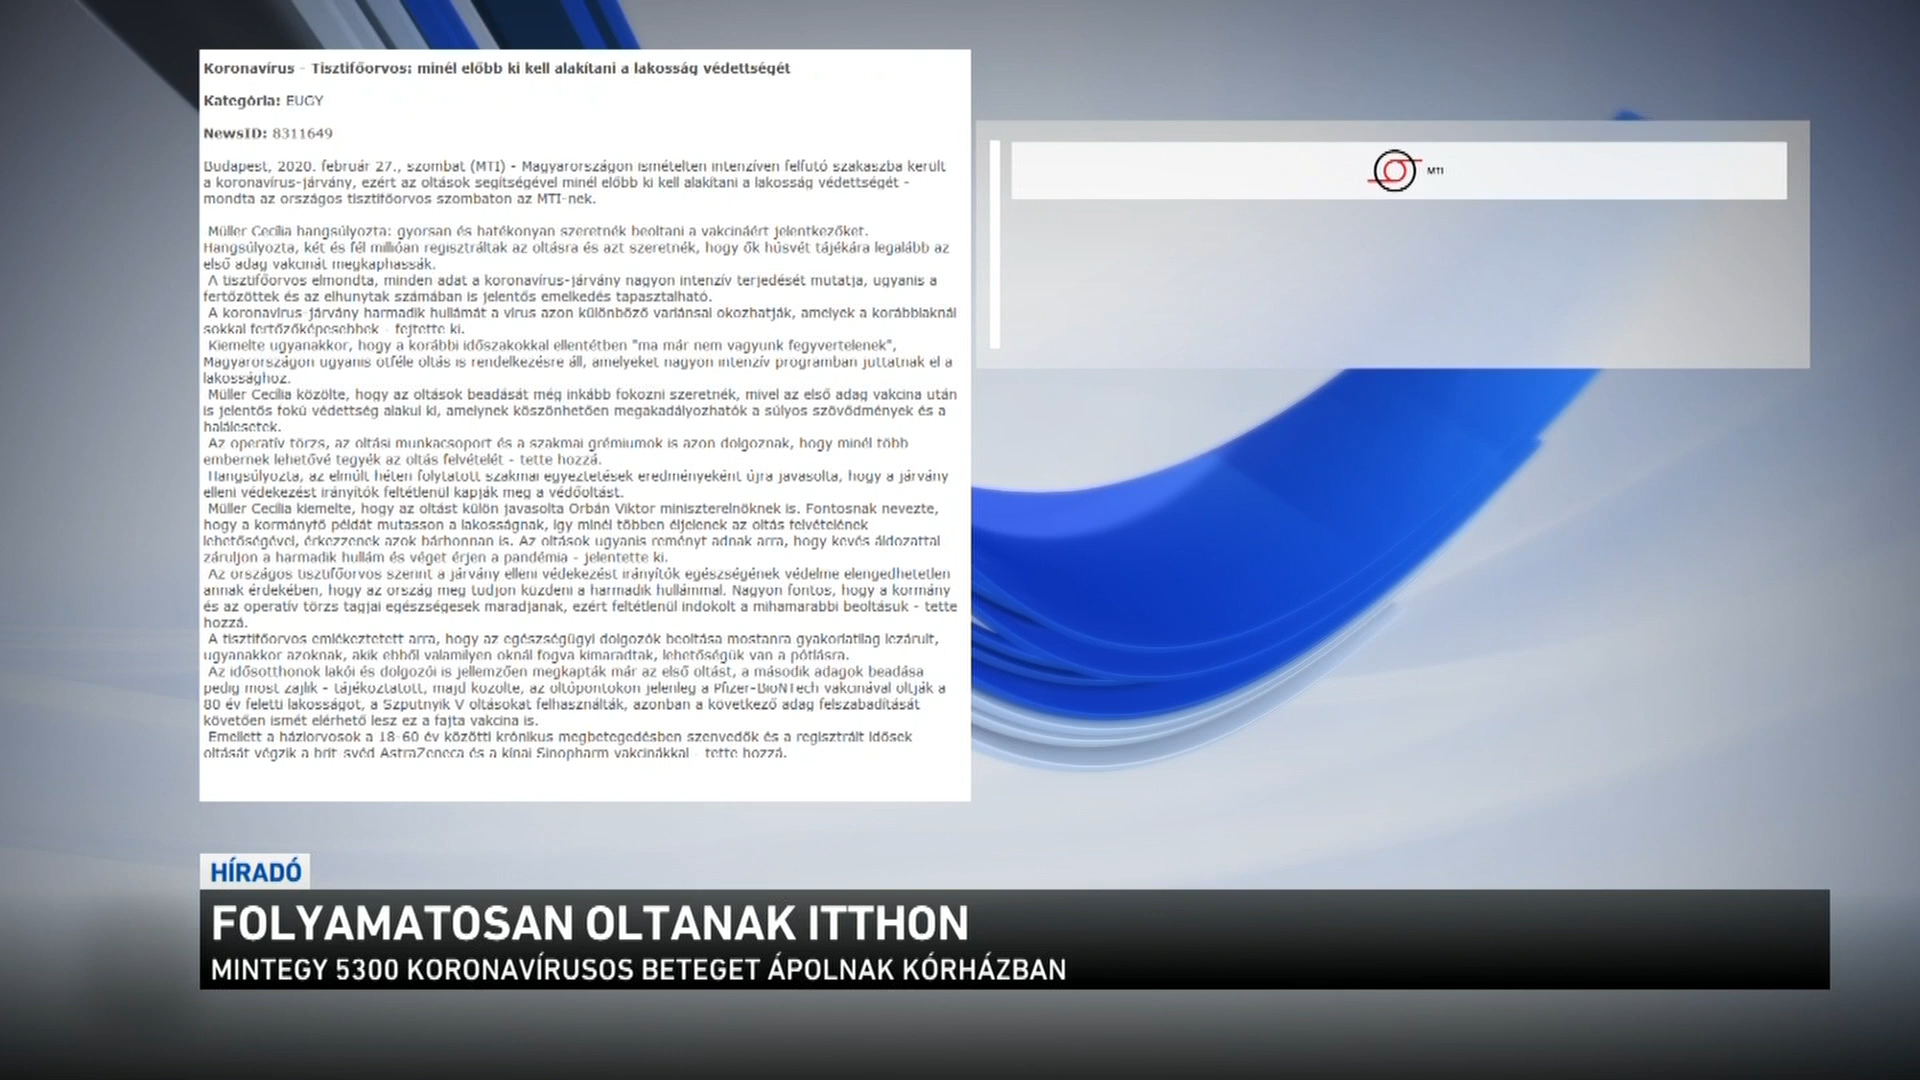 Koronavírus - Tisztifőorvos: minél előbb ki kell alakítani a lakosság védettségét
Kategória: EUGY
NewsID: 8311649
Budapest, 2020. február 27., szombat (MTI) - Magyarországon ismételten intenzíven felfutó szakaszba került
a koronavírus-járvány, ezért az oltások segítségével minél előbb ki kell alakítani a lakosság védettségét -
mondta az országos tisztifőorvos szombaton az MTI-nek.
Müller Cecília hangsúlyozta: gyorsan és hatékonyan szeretnék beoltani a vakcináért jelentkezőket.
Hangsúlyozta, két és fél millióan regisztráltak az oltásra és azt szeretnék, hogy ők húsvét tájékára legalább az
első adag vakcinát megkaphassák.
A tisztifőorvos elmondta, minden adat a koronavírus-járvány nagyon intenzív terjedését mutatja, ugyanis a
fertőzöttek és az elhunytak számában is jelentős emelkedés tapasztalható.
A koronavírus-járvány harmadik hullámát a vírus azon különböző variánsai okozhatják, amelyek a korábbiaknál
sokkal fertőzőképesebbek - fejtette ki.
Kiemelte ugyanakkor, hogy a korábbi időszakokkal ellentétben "ma már nem vagyunk fegyvertelenek",
Magyarországon ugyanis ötféle oltás is rendelkezésre áll, amelyeket nagyon intenzív programban juttatnak el a
lakossághoz.
Müller Cecília közölte, hogy az oltások beadását még inkább fokozni szeretnék, mivel az első adag vakcina után
is jelentős fokú védettség alakul ki, amelynek köszönhetően megakadályozhatók a súlyos szövődmények és a
halálesetek.
Az operatív törzs, az oltási munkacsoport és a szakmai grémiumok is azon dolgoznak, hogy minél több
embernek lehetővé tegyék az oltás felvételét - tette hozzá.
Hangsúlyozta, az elmúlt héten folytatott szakmai egyeztetések eredményeként újra javasolta, hogy a járvány
elleni védekezést irányítók feltétlenül kapják meg a védőoltást.
Müller Cecília kiemelte, hogy az oltást külön javasolta Orbán Viktor miniszterelnöknek is. Fontosnak nevezte,
hogy a kormányfő példát mutasson a lakosságnak, így minél többen éljenek az oltás felvételének
lehetőségével, érkezzenek azok bárhonnan is. Az oltások ugyanis reményt adnak arra, hogy kevés áldozattal
záruljon a harmadik hullám és véget érjen a pandémia - jelentette ki.
Az országos tisztifőorvos szerint a járvány elleni védekezést irányítók egészségének védelme elengedhetetlen
annak érdekében, hogy az ország meg tudjon küzdeni a harmadik hullámmal. Nagyon fontos, hogy a kormány
és az operatív törzs tagjai egészségesek maradjanak, ezért feltétlenül indokolt a mihamarabbi beoltásuk - tette
hozzá.
A tisztifőorvos emlékeztetett arra, hogy az egészségügyi dolgozók beoltása mostanra gyakorlatilag lezárult,
ugyanakkor azoknak, akik ebből valamilyen oknál fogva kimaradtak, lehetőségük van a pótlásra.
Az idősotthonok lakói és dolgozói is jellemzően megkapták már az első oltást, a második adagok beadása
pedig most zajlik - tájékoztatott, majd közölte, az oltópontokon jelenleg a Pfizer-BioNTech vakcinával oltják a
80 év feletti lakosságot, a Szputnyik V oltásokat felhasználták, azonban a következő adag felszabadítását
követően ismét elérhető lesz ez a fajta vakcina is.
Emellett a háziorvosok a 18-60 év közötti krónikus megbetegedésben szenvedők és a regisztrált idősek
oltását végzik a brit-svéd AstraZeneca és a kínai Sinopharm vakcinákkal - tette hozzá.
MTI
HÍRADÓ
FOLYAMATOSAN OLTANAK ITTHON
MINTEGY 5300 KORONAVÍRUSOS BETEGET ÁPOLNAK KÓRHÁZBAN